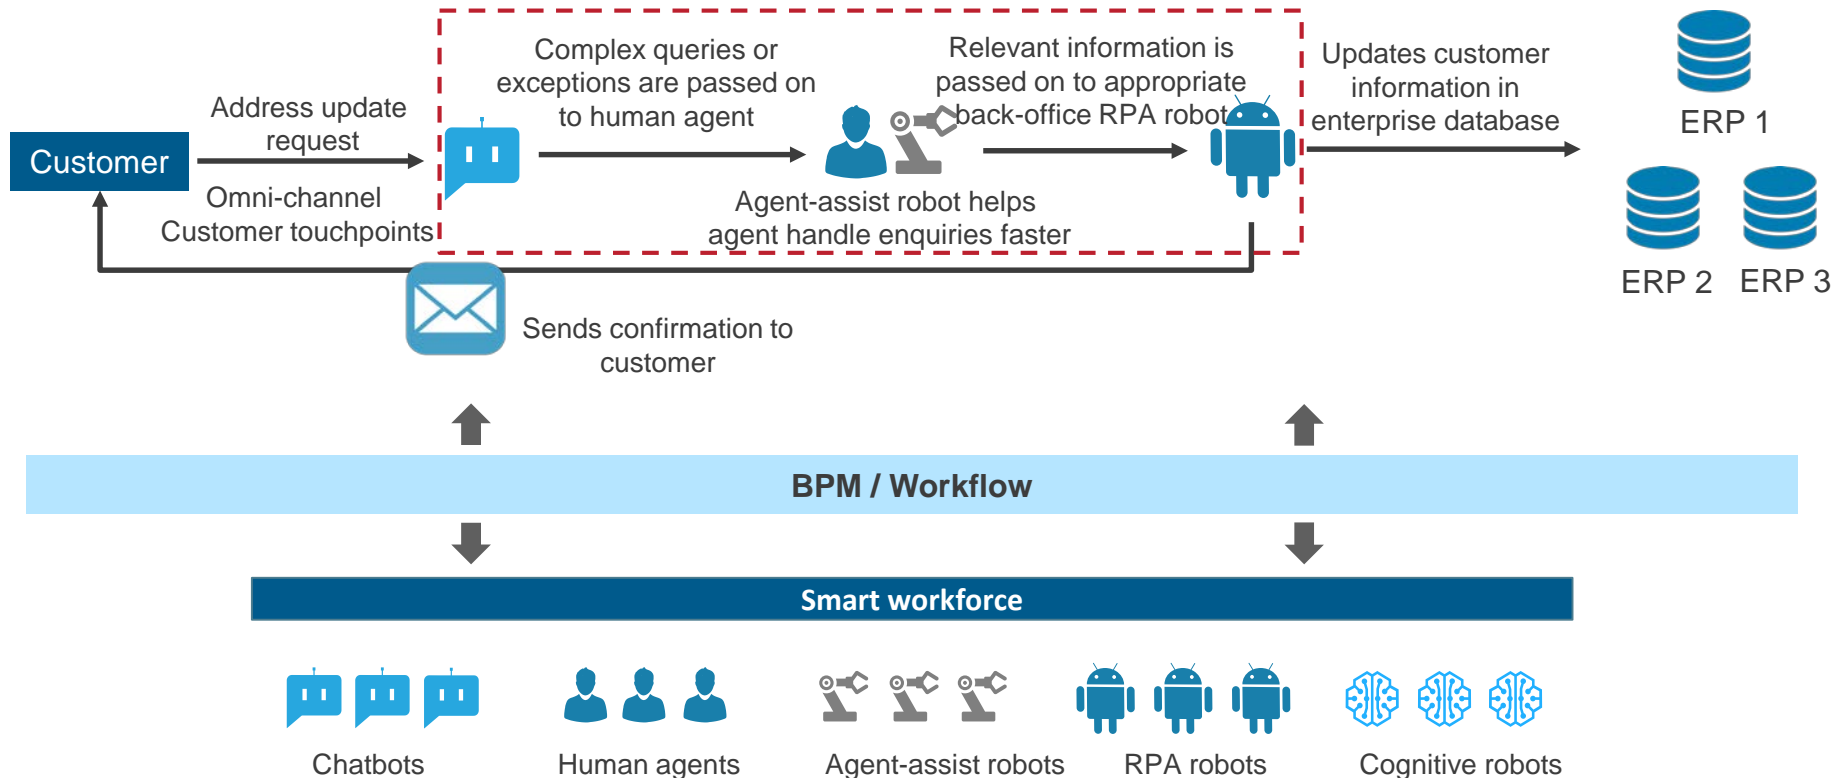 Customer
Address update
request
Omni-channel
Customer touchpoints
Complex queries or
exceptions are passed on
to human agent
Agent-assist robot helps
agent handle enquiries faster
Relevant information is
passed on to appropriate
back-office RPA robot
Updates customer
information in
enterprise database
ERP 1
ERP 2
ERP 3
Sends confirmation to
customer
BPM / Workflow
Smart workforce
Chatbots
Human agents
Agent-assist robots
RPA robots
Cognitive robots